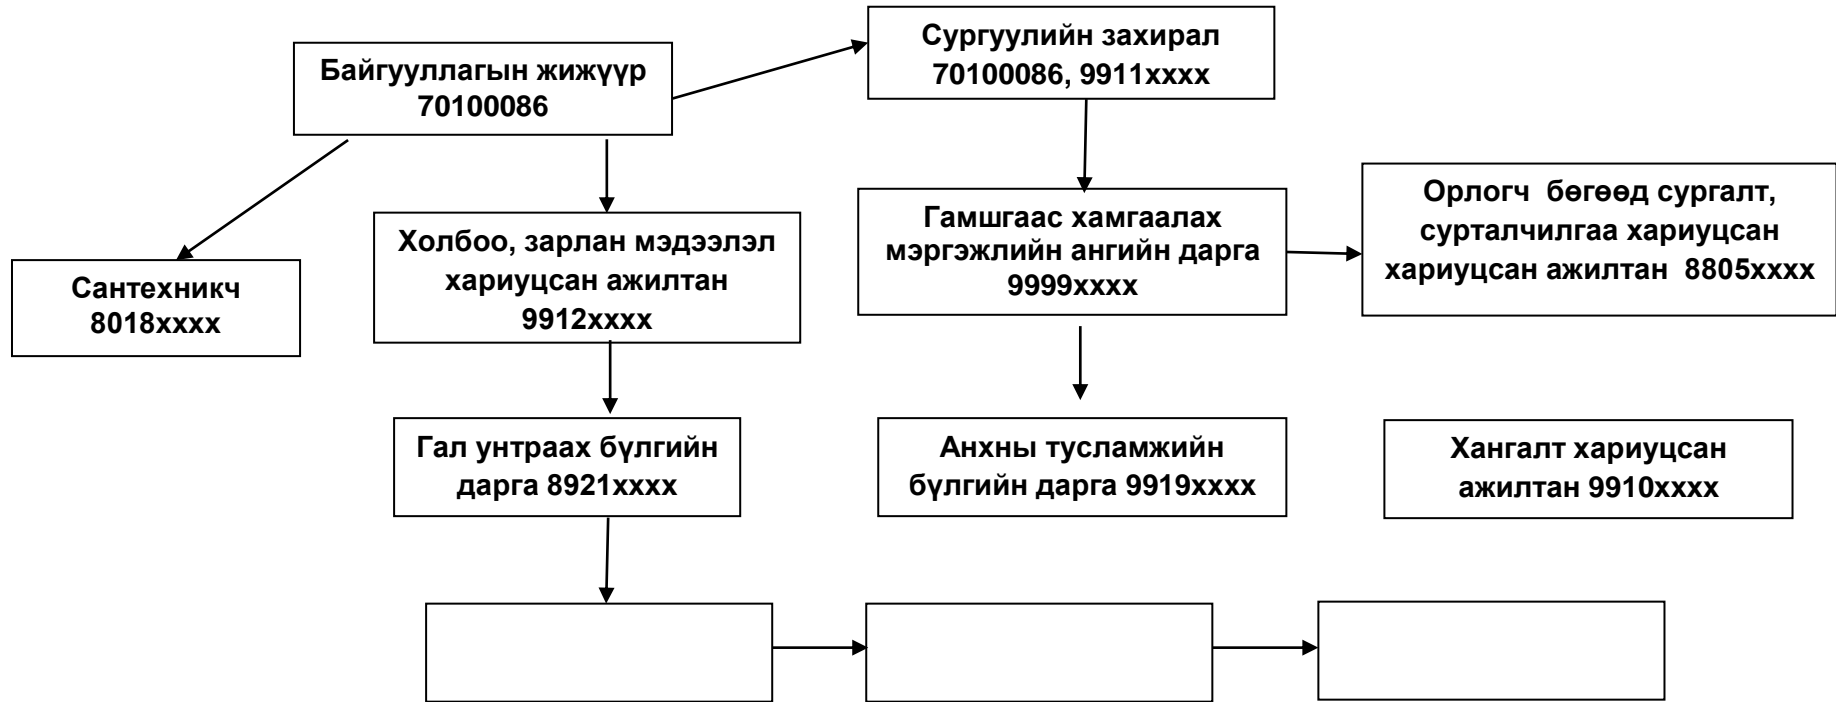 Сургуулийн захирал
70100086, 9911xxxx
Байгууллагын жижүүр
70100086
Орлогч бөгөөд сургалт,
сурталчилгаа хариуцсан
хариуцсан ажилтан 8805xxxx
Гамшгаас хамгаалах
мэргэжлийн ангийн дарга
9999xxxx
Холбоо, зарлан мэдээлэл
хариуцсан ажилтан
9912xxxx
Сантехникч
8018xxxx
Гал унтраах бүлгийн
дарга 8921xxxx
Анхны тусламжийн
бүлгийн дарга 9919xxxx
Хангалт хариуцсан
ажилтан 9910xxxx